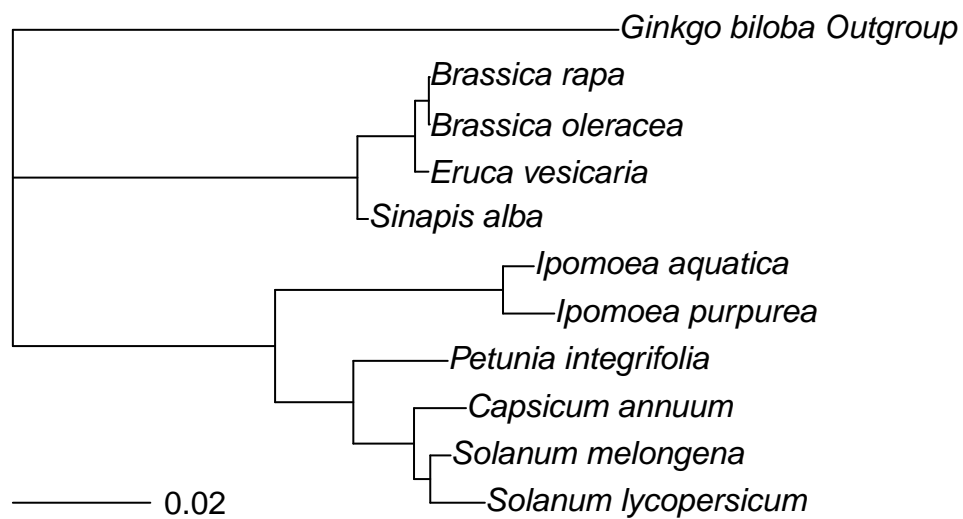 Ginkgo biloba Outgroup
Brassica rapa
Brassica oleracea
Eruca vesicaria
Sinapis alba
Ipomoea aquatica
Ipomoea purpurea
Petunia integrifolia
Capsicum annuum
Solanum melongena
Solanum lycopersicum
0.02